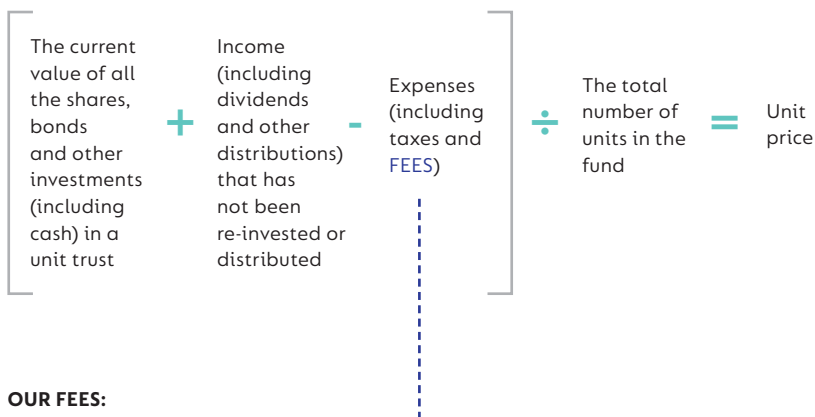 The current
value of all
the shares,
bonds
and other
investments
(including
cash) in a
unit trust
+
Income
(including
dividends
and other
distributions)
that has
not been
re-invested or
distributed
-
Expenses
(including
taxes and
FEES)
÷
The total
number of
units in the
fund
=
Unit
price
OUR FEES: